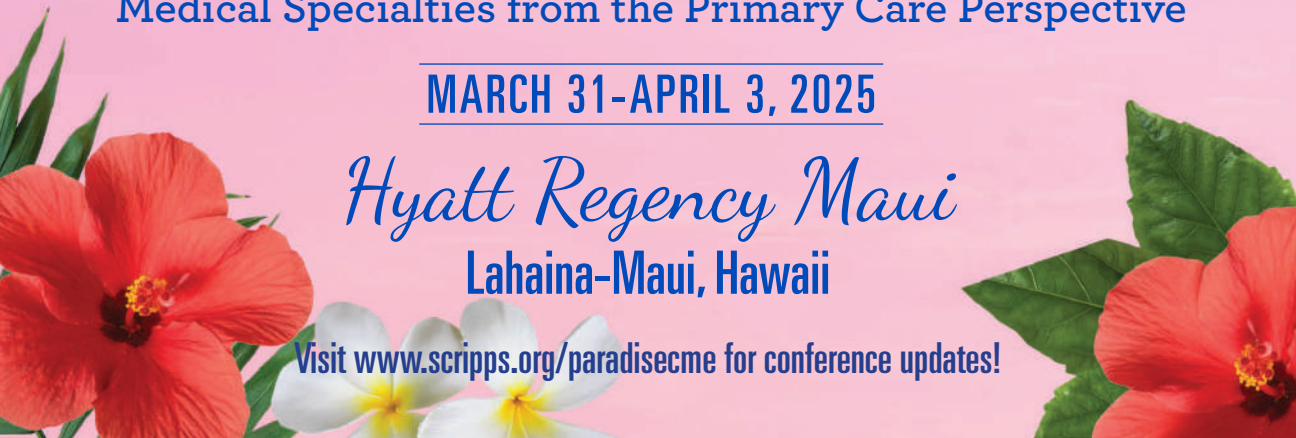 Medical Specialties from the Primary Care Perspective
MARCH 31-APRIL 3, 2025
Hyatt Regency Maui
Lahaina-Maui, Hawaii
Visit www.scripps.org/paradisecme for conference updates!